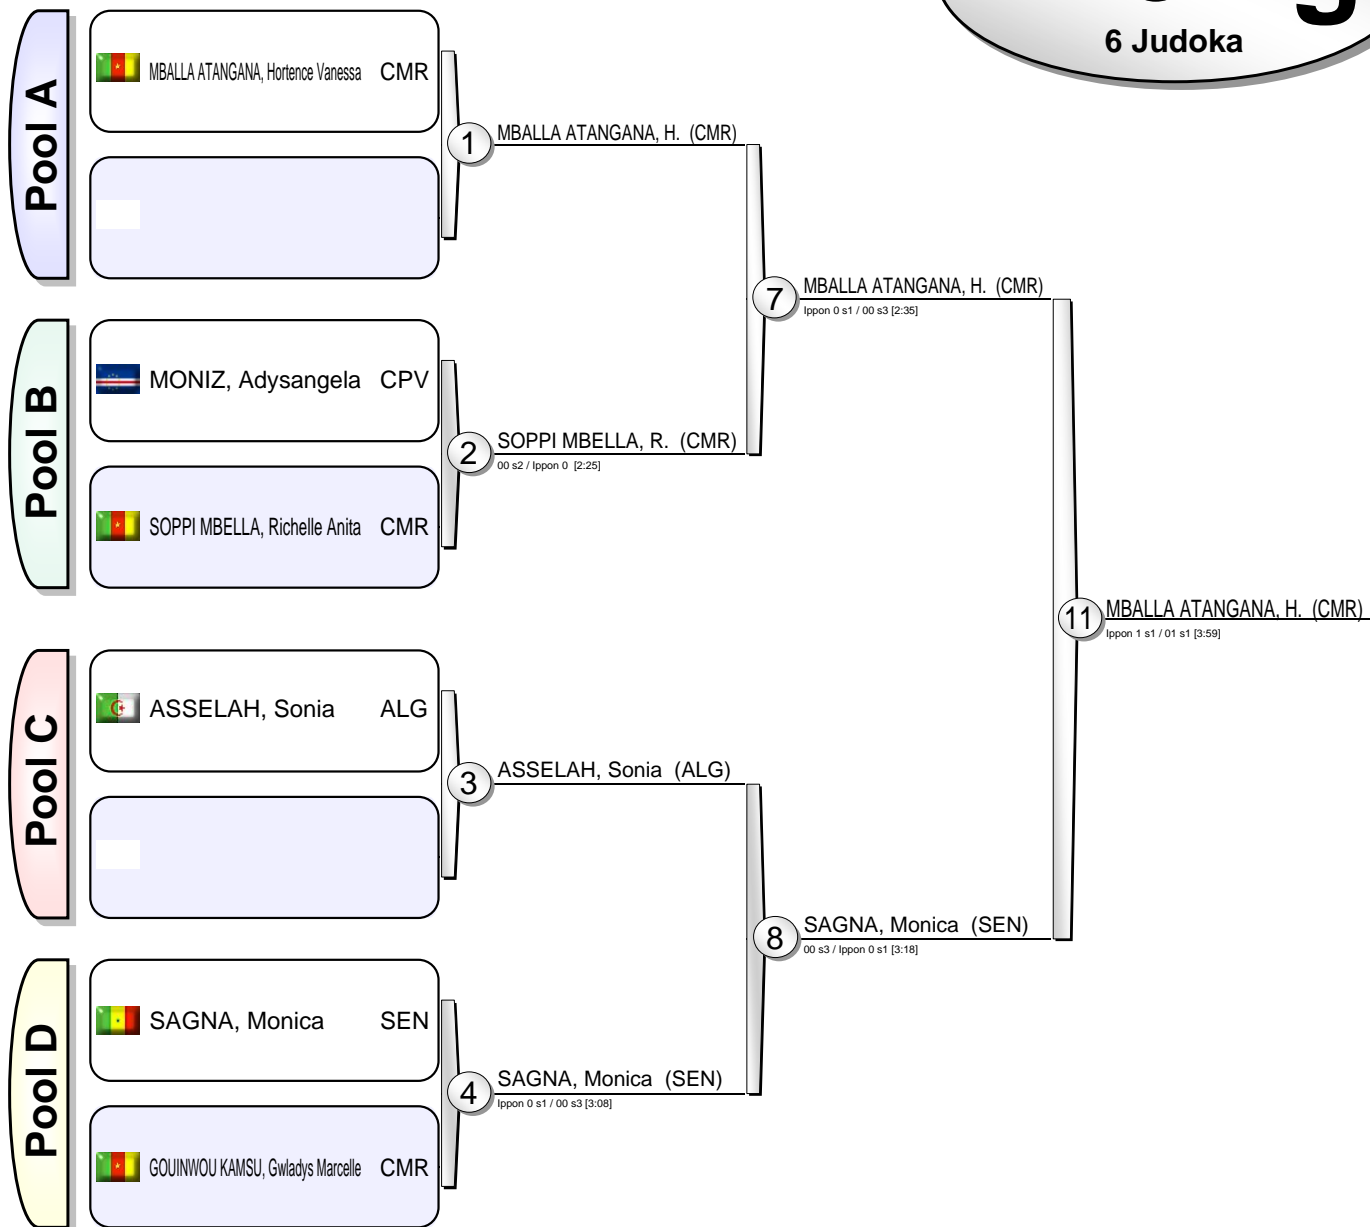 6 Judoka
Pool A
MBALLA ATANGANA, Hortence Vanessa CMR
1 MBALLA ATANGANA, H. (CMR)
7 MBALLA ATANGANA, H. (CMR)
Ippon 0 s1 / 00 s3 [2:35]
Pool B
MONIZ, Adysangela CPV
2 SOPPI MBELLA, R. (CMR)
00 s2 / Ippon 0 [2:25]
SOPPI MBELLA, Richelle Anita CMR
11 MBALLA ATANGANA, H. (CMR)
Ippon 1 s1 / 01 s1 [3:59]
Pool C
ASSELAH, Sonia ALG
3 ASSELAH, Sonia (ALG)
8 SAGNA, Monica (SEN)
00 s3 / Ippon 0 s1 [3:18]
Pool D
SAGNA, Monica SEN
4 SAGNA, Monica (SEN)
Ippon 0 s1 / 00 s3 [3:08]
GOUINWOU KAMSU, Gwladys Marcelle CMR